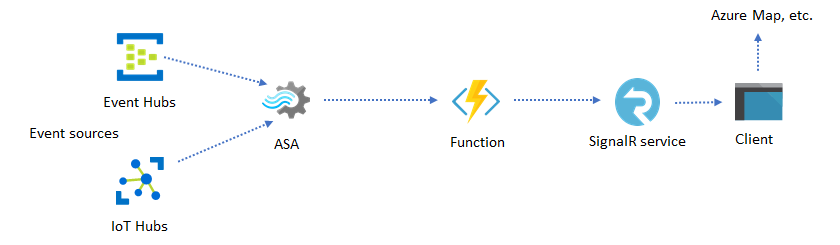 Azure Map, etc.
Event Hubs
Event sources
ASA
Function
SignalR service
Client
IoT Hubs